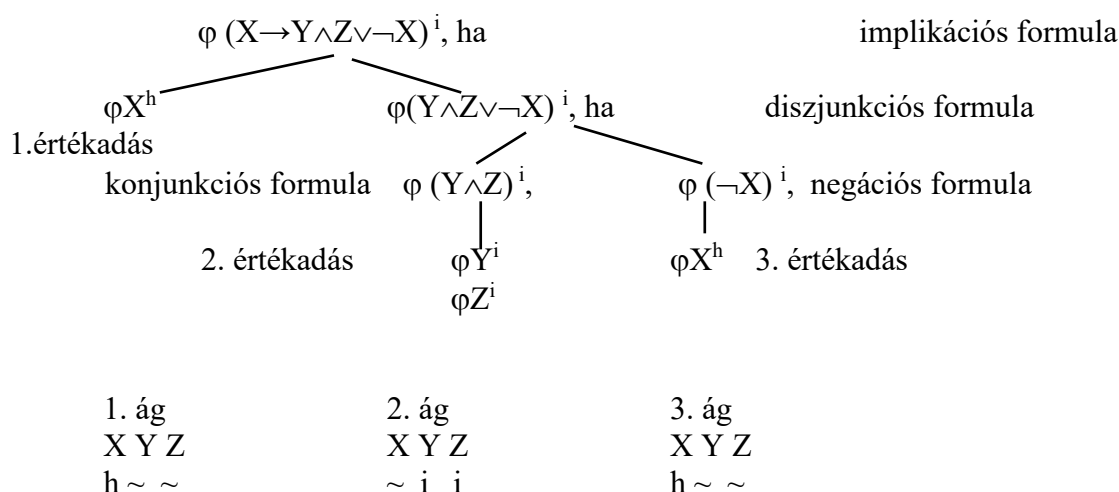 φ (X→Y∧Z∨¬X) i, ha implikációs formula
φXh φ(Y∧Z∨¬X) i, ha diszjunkciós formula
1.értékadás
konjunkciós formula φ (Y∧Z) i, φ (¬X) i, negációs formula
2. értékadás φYi φXh 3. értékadás
φZi
1. ág 2. ág 3. ág
X Y Z X Y Z X Y Z
h ~ ~ ~ i i h ~ ~